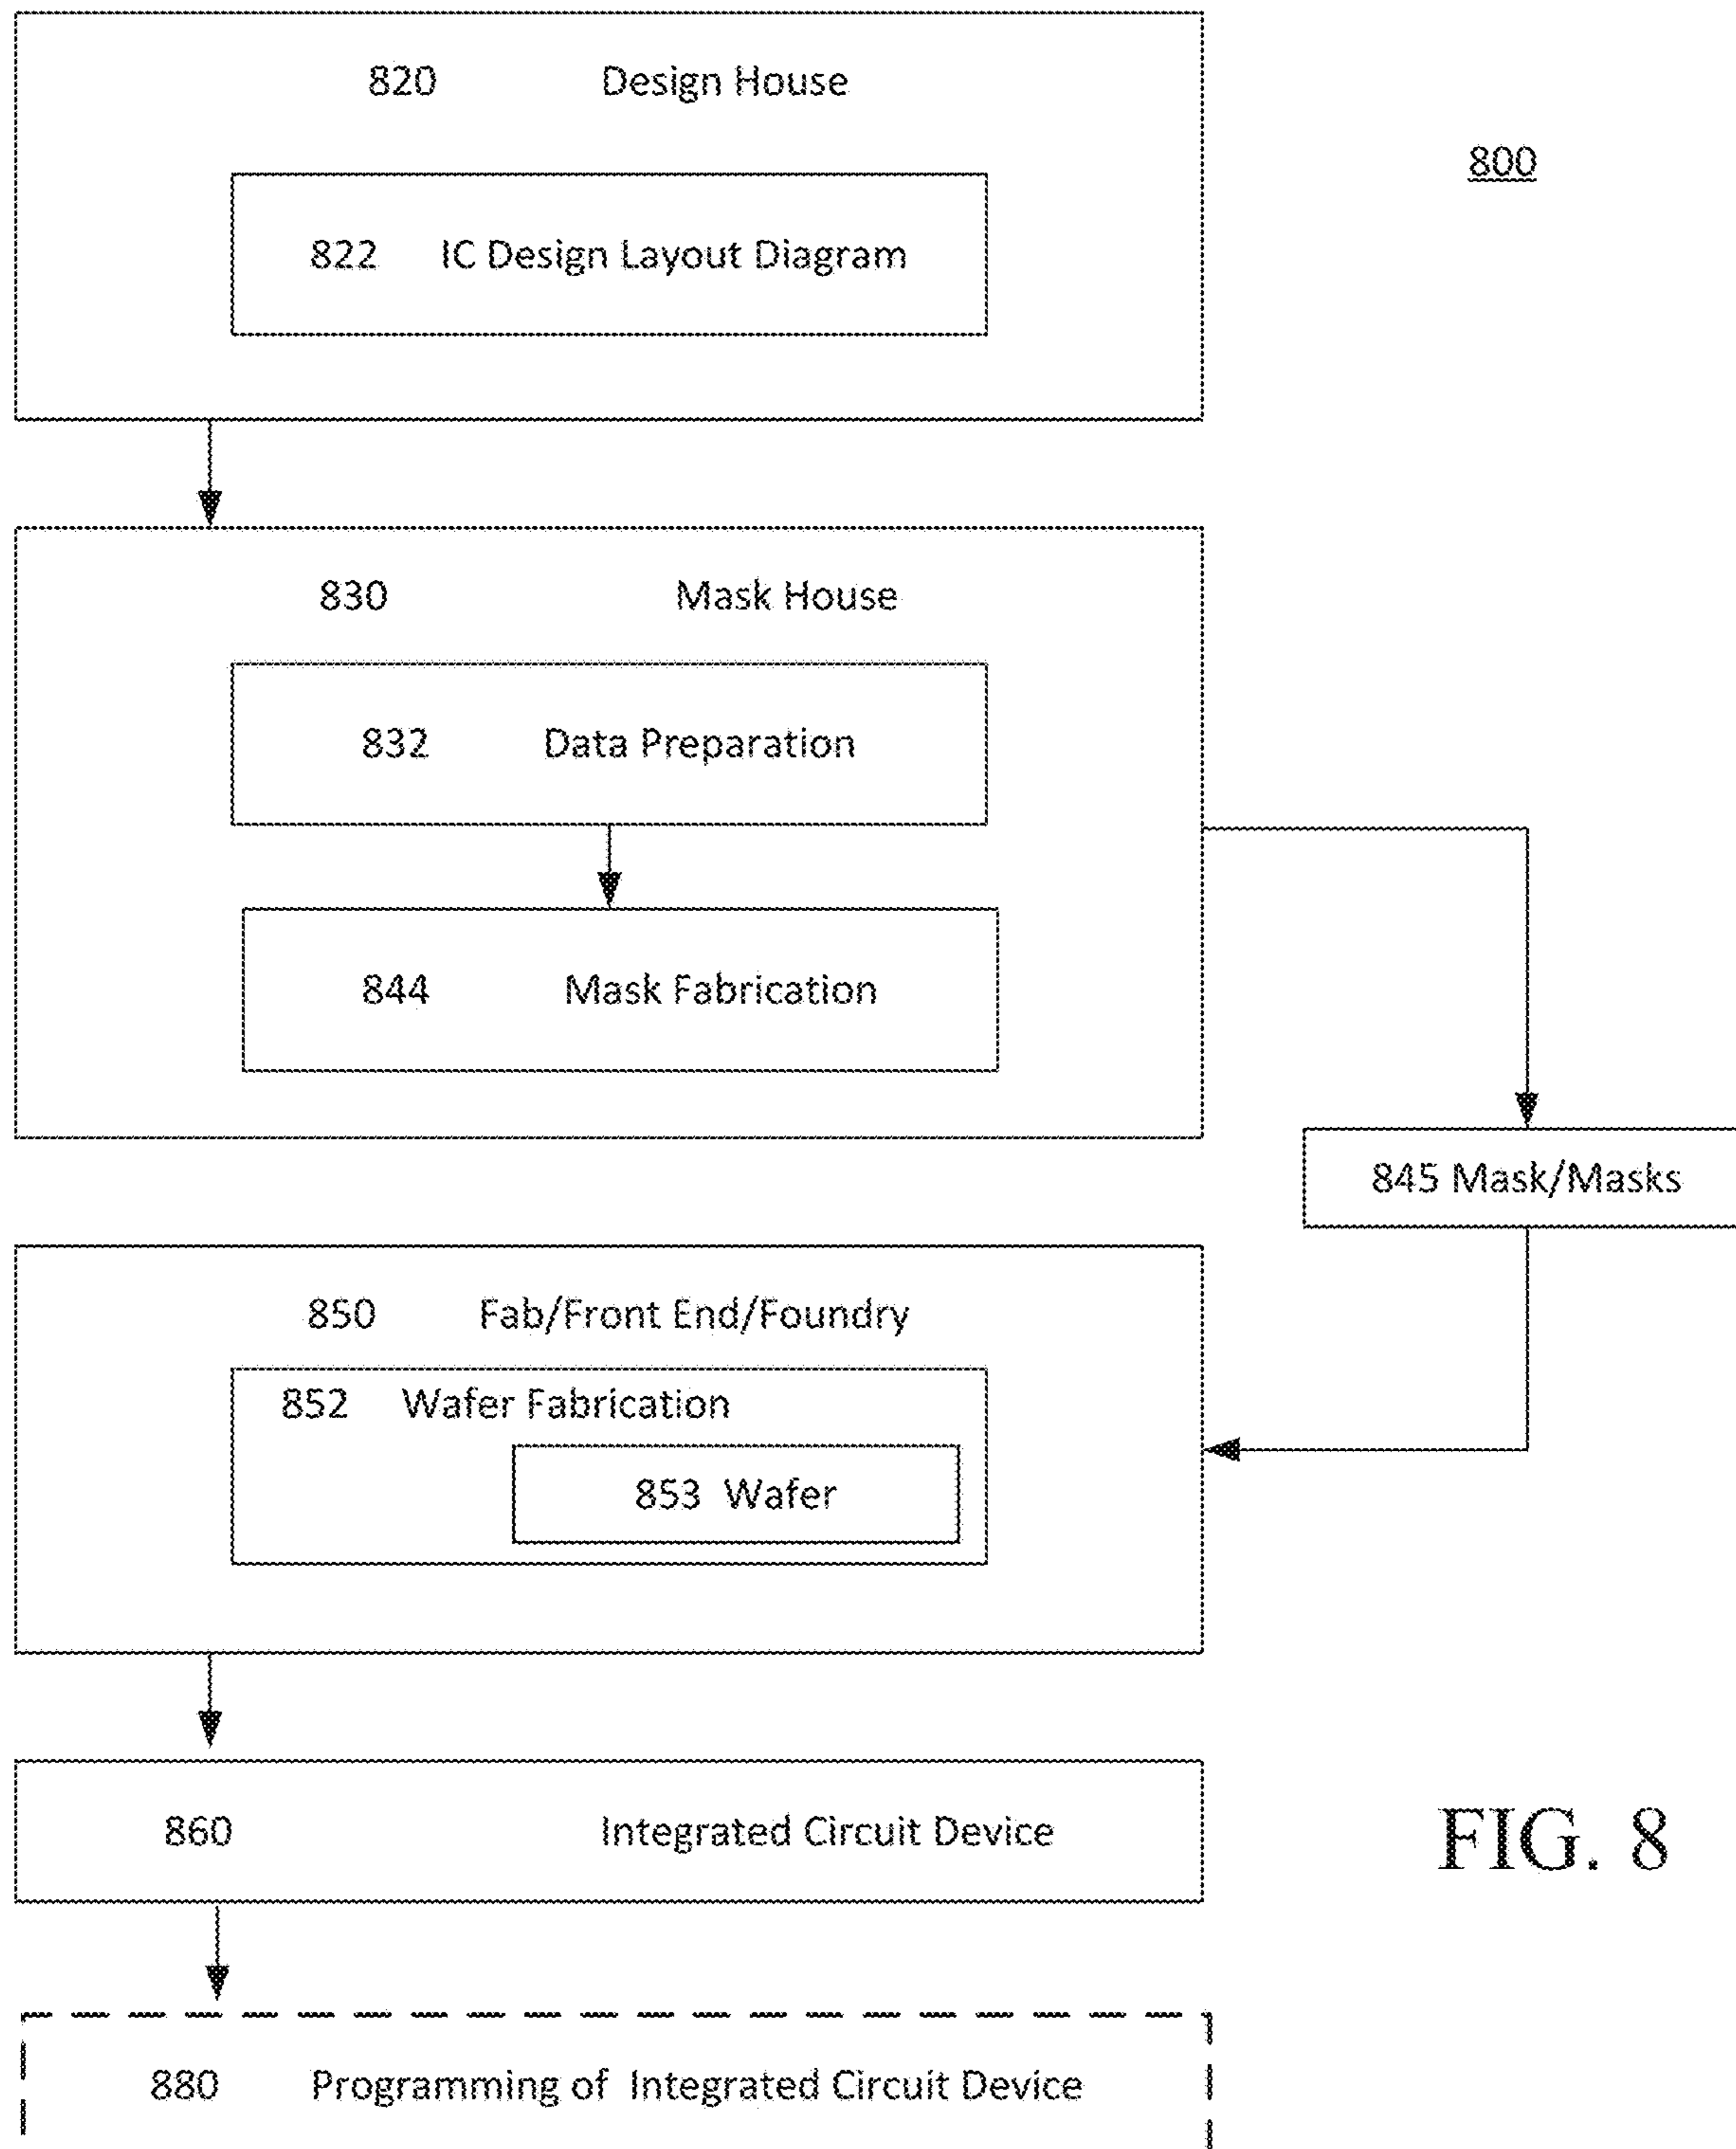 820 Design House
800
822 IC Design Layout Diagram
830 Mask House
832 Data Preparation
844 Mask Fabrication
845 Mask/Masks
850 Fab/Front End/Foundry
852 Wafer Fabrication
853 Wafer
860 Integrated Circuit Device
FIG. 8
880 Programming of Integrated Circuit Device